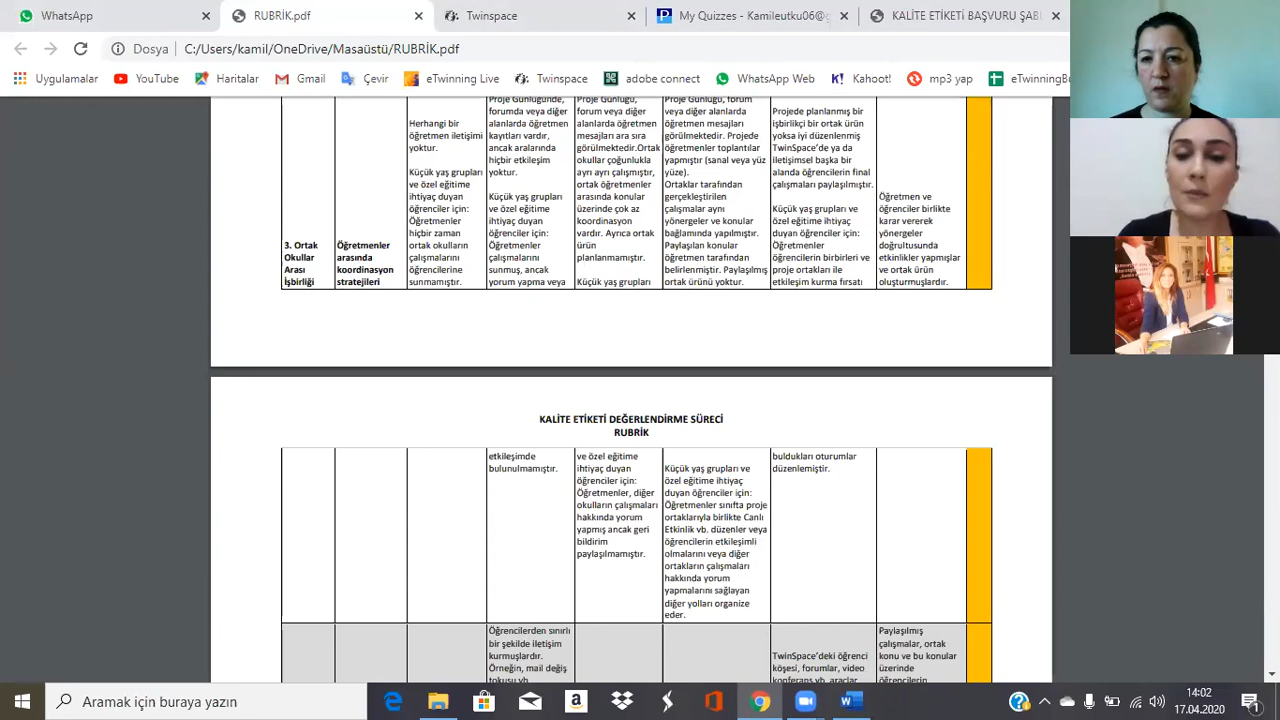 WhatsApp
RUBRİK.pdf
Twinspace
My Quizzes - Kamileutku06@g
KALİTE ETİKETİ BAŞVURU ŞABL
Dosya
C:/Users/kamil/OneDrive/Masaüstü/RUBRİK.pdf
Uygulamalar
YouTube
Haritalar
Gmail
Çevir
eTwinning Live
Twinspace
adobe connect
WhatsApp Web
Kahoot!
mp3 yap
eTwinningBo
3. Ortak
Okullar
Arası
İşbirliği
Öğretmenler
arasında
koordinasyon
stratejileri
Herhangi bir
öğretmen iletişimi
yoktur.
Küçük yaş grupları
ve özel eğitime
ihtiyaç duyan
öğrenciler için:
Öğretmenler
hiçbir zaman
ortak okulların
çalışmalarını
öğrencilerine
sunmamıştır.
Proje Günlüğünde,
forumda veya diğer
alanlarda öğretmen
kayıtları vardır,
ancak aralarında
hiçbir etkileşim
yoktur.
Küçük yaş grupları
ve özel eğitime
ihtiyaç duyan
öğrenciler için:
Öğretmenler
çalışmalarını
sunmuş, ancak
yorum yapma veya
Proje Günlüğü,
forum veya diğer
alanlarda öğretmen
mesajları ara sıra
görülmektedir.Ortak
okullar çoğunlukla
ayrı ayrı çalışmıştır,
ortak öğretmenler
arasında konular
üzerinde çok az
koordinasyon
vardır. Ayrıca ortak
ürün
planlanmamıştır.
Küçük yaş grupları
Proje Günlüğü, forum
veya diğer alanlarda
öğretmen mesajları
görülmektedir. Projede
öğretmenler toplantılar
yapmıştır (sanal veya yüz
yüze).
Ortaklar tarafından
gerçekleştirilen
çalışmalar aynı
yönergeler ve konular
bağlamında yapılmıştır.
Paylaşılan konular
öğretmen tarafından
belirlenmiştir. Paylaşılmış
ortak ürünü yoktur.
Projede planlanmış bir
işbirlikçi bir ortak ürün
yoksa iyi düzenlenmiş
TwinSpace’de ya da
iletişimsel başka bir
alanda öğrencilerin final
çalışmaları paylaşılmıştır.
Küçük yaş grupları ve
özel eğitime ihtiyaç
duyan öğrenciler için:
Öğretmenler
öğrencilerin birbirleri ve
proje ortakları ile
etkileşim kurma fırsatı
Öğretmen ve
öğrenciler birlikte
karar vererek
yönergeler
doğrultusunda
etkinlikler yapmışlar
ve ortak ürün
oluşturmuşlardır.
KALİTE ETİKETİ DEĞERLENDİRME SÜRECİ
RUBRİK
etkileşimde
bulunulmamıştır.
ve özel eğitime
ihtiyaç duyan
öğrenciler için:
Öğretmenler, diğer
okulların çalışmaları
hakkında yorum
yapmış ancak geri
bildirim
paylaşılmamıştır.
Küçük yaş grupları ve
özel eğitime ihtiyaç
duyan öğrenciler için:
Öğretmenler sınıfta proje
ortaklarıyla birlikte Canlı
Etkinlik vb. düzenler veya
öğrencilerin etkileşimli
olmalarını veya diğer
ortakların çalışmaları
hakkında yorum
yapmalarını sağlayan
diğer yolları organize
eder.
buldukları oturumlar
düzenlemiştir.
Öğrencilerden sınırlı
bir şekilde iletişim
kurmuşlardır.
Örneğin, mail değiş
tokuşu vb.
TwinSpace’deki öğrenci
köşesi, forumlar, video
konferans vb. araçlar
Paylaşılmış
çalışmalar, ortak
konu ve bu konular
üzerinde
öğrencilerin
Aramak için buraya yazın
14:02
17.04.2020